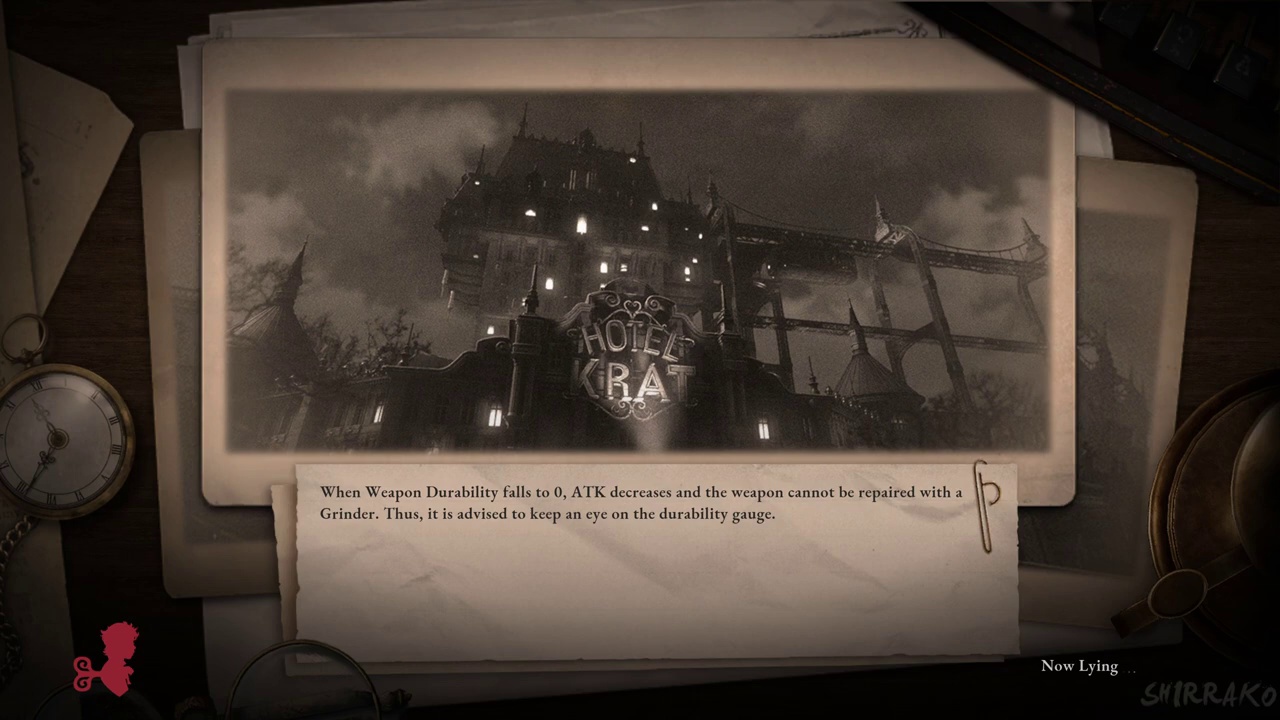 HOTEL
KRAT
When Weapon Durability falls to 0, ATK decreases and the weapon cannot be repaired with a
Grinder. Thus, it is advised to keep an eye on the durability gauge.
Now Lying ...
SHIRRAKO